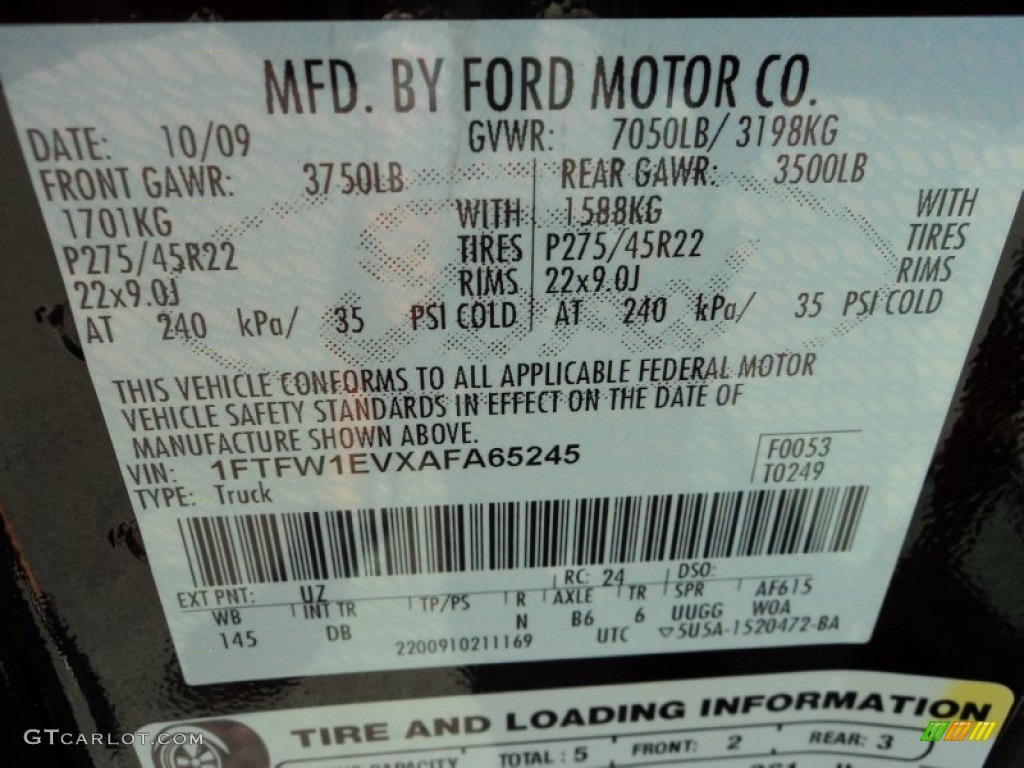 MFD. BY FORD MOTOR CO.
DATE: 10/09 GVWR: 7050LB/ 3198KG
FRONT GAWR: 3750LB REAR GAWR: 3500LB
1701KG WITH 1588KG WITH
P275/45R22 TIRES P275/45R22 TIRES
22x9.0J RIMS 22x9.0J RIMS
AT 240 kPa/ 35 PSI COLD AT 240 kPa/ 35 PSI COLD
THIS VEHICLE CONFORMS TO ALL APPLICABLE FEDERAL MOTOR
VEHICLE SAFETY STANDARDS IN EFFECT ON THE DATE OF
MANUFACTURE SHOWN ABOVE.
VIN: 1FTFW1EVXAFA65245 F0053
TYPE: Truck T0249
EXT PNT: UZ RC: 24 DSO:
WB INT TR TP/PS R AXLE TR SPR AF615
145 DB N B6 6 UUGG WOA
2200910211169 UTC ▽5U5A-1520472-BA
TIRE AND LOADING INFORMATION
CAPACITY TOTAL : 5 FRONT: 2 REAR: 3
GTCARLOT.COM